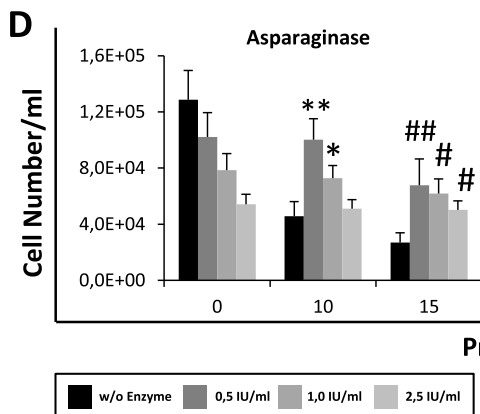 D
Asparaginase
Cell Number/ml
1,6E+05
1,2E+05
8,0E+04
4,0E+04
0,0E+00
**
*
##
#
#
0 10 15
Pr
w/o Enzyme 0,5 IU/ml 1,0 IU/ml 2,5 IU/ml